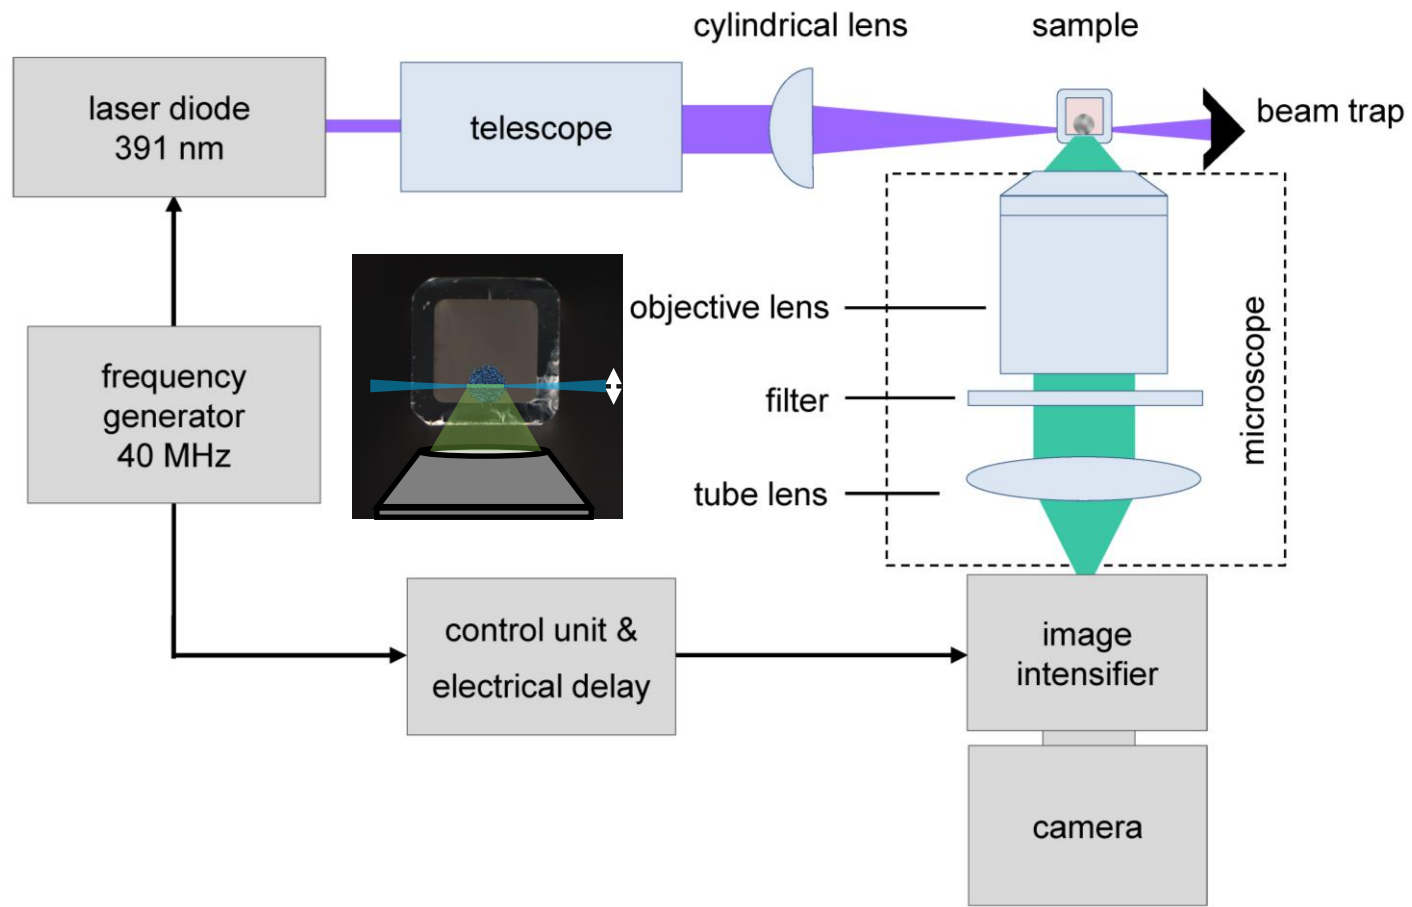 cylindrical lens
sample
laser diode
391 nm
telescope
beam trap
frequency
generator
40 MHz
objective lens
filter
tube lens
microscope
control unit &
electrical delay
image
intensifier
camera